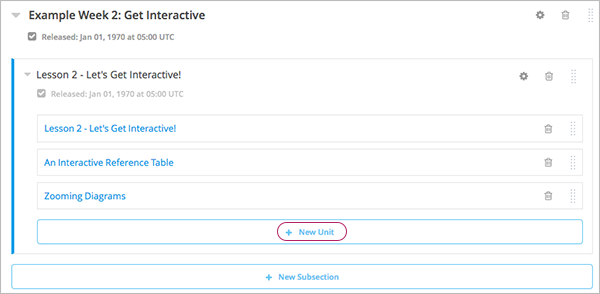 Example Week 2: Get Interactive
Released: Jan 01, 1970 at 05:00 UTC
Lesson 2 - Let's Get Interactive!
Released: Jan 01, 1970 at 05:00 UTC
Lesson 2 - Let's Get Interactive!
An Interactive Reference Table
Zooming Diagrams
+ New Unit
+ New Subsection